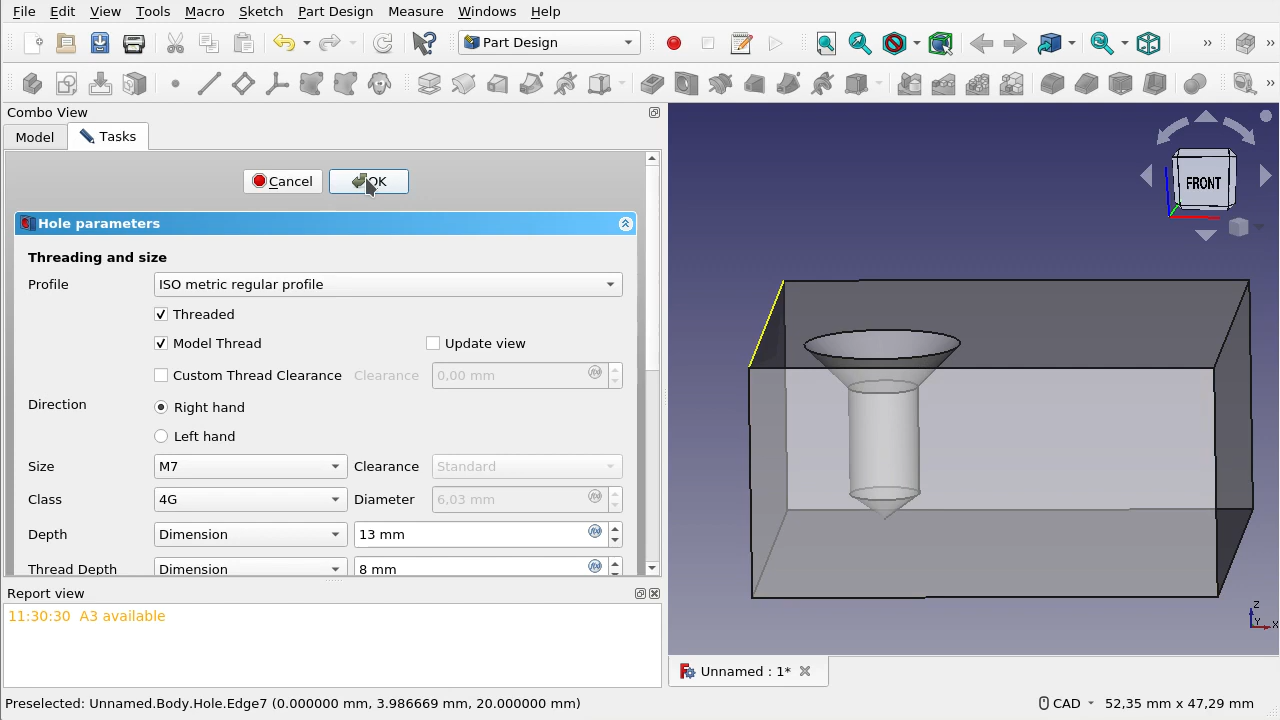 File Edit View Tools Macro Sketch Part Design Measure Windows Help
Part Design
Combo View
Model Tasks
Cancel OK
Hole parameters
Threading and size
Profile ISO metric regular profile
Threaded
Model Thread Update view
Custom Thread Clearance Clearance 0,00 mm
Direction Right hand
Left hand
Size M7 Clearance Standard
Class 4G Diameter 6,03 mm
Depth Dimension 13 mm
Thread Depth Dimension 8 mm
Report view
11:30:30 A3 available
FRONT
Z
Y
X
Unnamed : 1*
Preselected: Unnamed.Body.Hole.Edge7 (0.000000 mm, 3.986669 mm, 20.000000 mm) CAD 52,35 mm x 47,29 mm